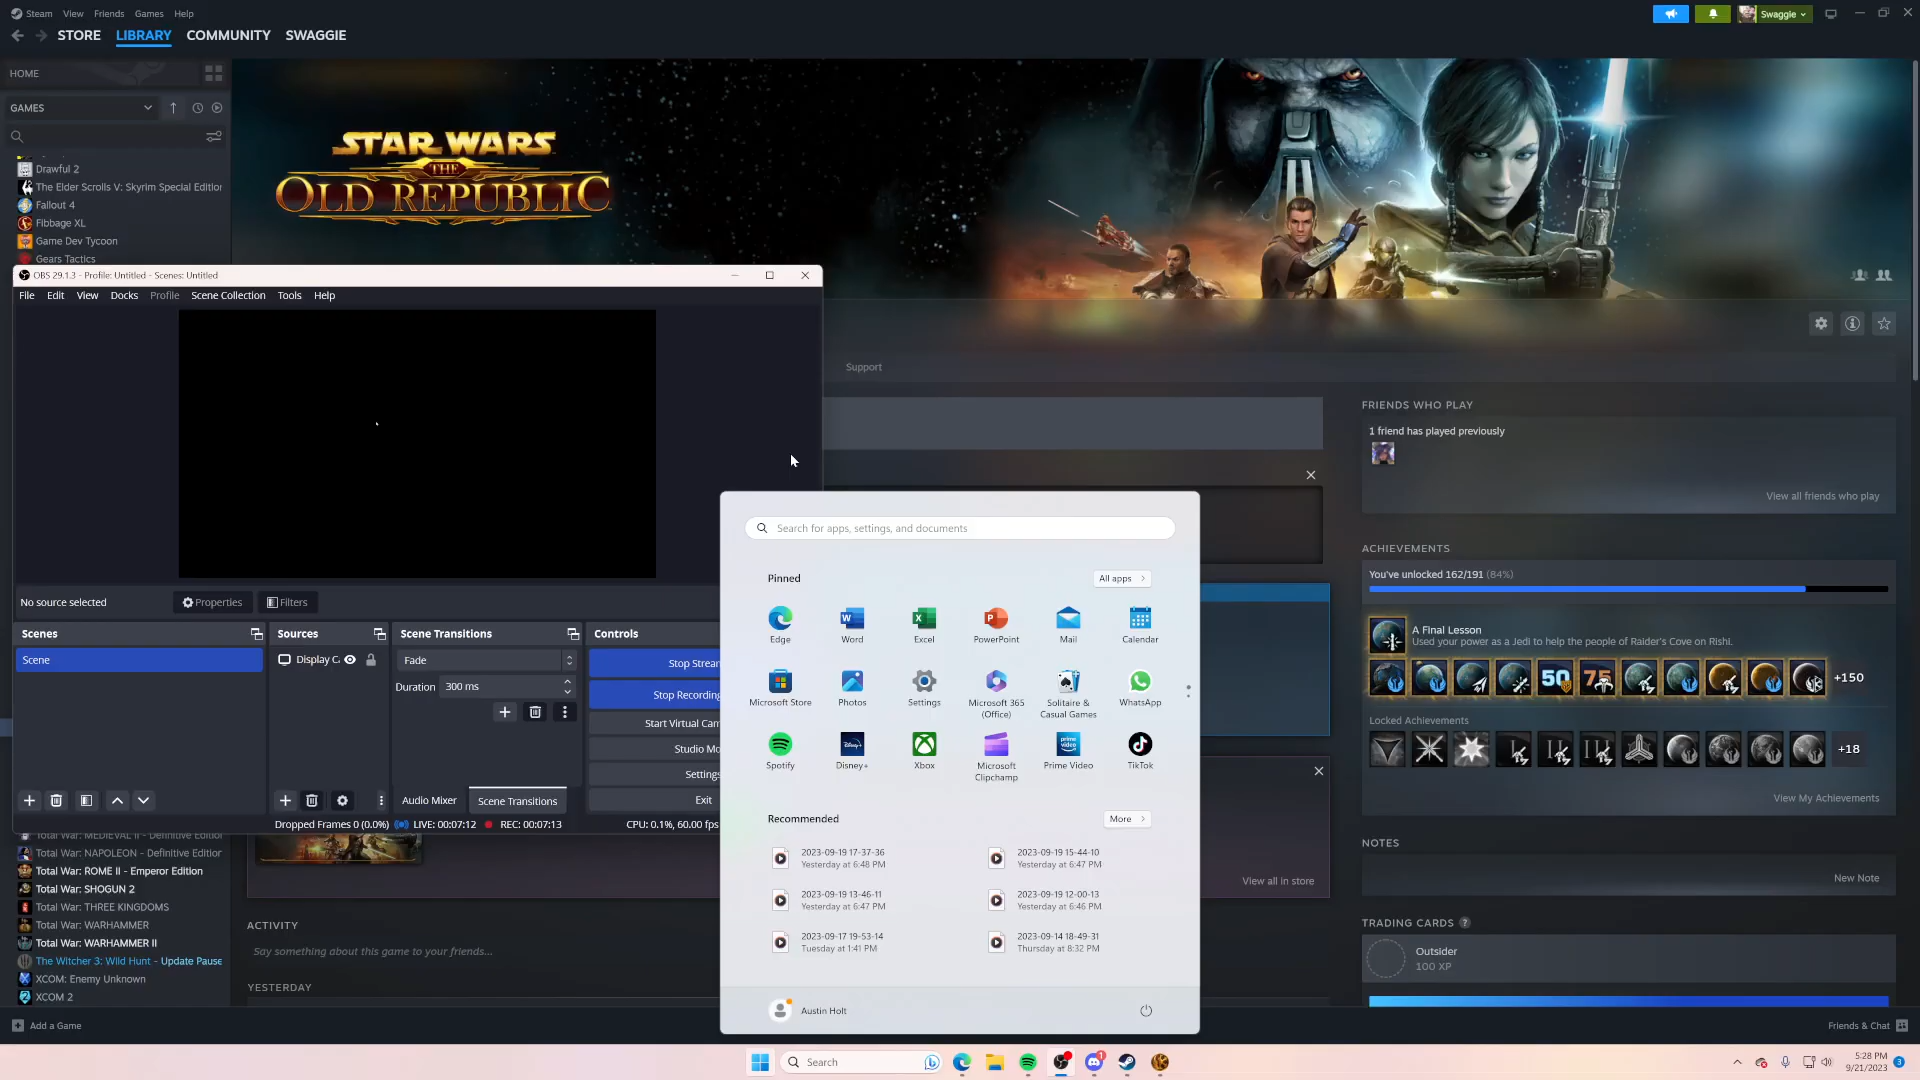 Steam View Friends Games Help
Swaggie
STORE LIBRARY COMMUNITY SWAGGIE
HOME
GAMES
Drawful 2
The Elder Scrolls V: Skyrim Special Edition
Fallout 4
Fibbage XL
Game Dev Tycoon
Gears Tactics
STAR WARS
THE
OLD REPUBLIC
OBS 29.1.3 - Profile: Untitled - Scenes: Untitled
File Edit View Docks Profile Scene Collection Tools Help
No source selected
Properties
Filters
Scenes
Scene
Sources
Display C
Scene Transitions
Fade
Duration 300 ms
Audio Mixer
Scene Transitions
Controls
Stop Stream
Stop Recording
Start Virtual Cam
Studio Mo
Settings
Exit
Dropped Frames 0 (0.0%) LIVE: 00:07:12 REC: 00:07:13 CPU: 0.1%, 60.00 fps
Total War: MEDIEVAL II - Definitive Edition
Total War: NAPOLEON - Definitive Edition
Total War: ROME II - Emperor Edition
Total War: SHOGUN 2
Total War: THREE KINGDOMS
Total War: WARHAMMER
Total War: WARHAMMER II
The Witcher 3: Wild Hunt - Update Pause
XCOM: Enemy Unknown
XCOM 2
Add a Game
Support
View all in store
ACTIVITY
Say something about this game to your friends...
YESTERDAY
Search for apps, settings, and documents
Pinned
All apps
Edge Word Excel PowerPoint Mail Calendar
Microsoft Store Photos Settings Microsoft 365 (Office) Solitaire & Casual Games WhatsApp
Spotify Disney+ Xbox Microsoft Clipchamp Prime Video TikTok
Recommended
More
2023-09-19 17-37-36
Yesterday at 6:48 PM
2023-09-19 15-44-10
Yesterday at 6:47 PM
2023-09-19 13-46-11
Yesterday at 6:47 PM
2023-09-19 12-00-13
Yesterday at 6:46 PM
2023-09-17 19-53-14
Tuesday at 1:41 PM
2023-09-14 18-49-31
Thursday at 8:32 PM
Austin Holt
FRIENDS WHO PLAY
1 friend has played previously
View all friends who play
ACHIEVEMENTS
You've unlocked 162/191 (84%)
A Final Lesson
Used your power as a Jedi to help the people of Raider's Cove on Rishi.
50 75 +150
Locked Achievements
+18
View My Achievements
NOTES
New Note
TRADING CARDS ?
Outsider
100 XP
Friends & Chat
Search
1
5:28 PM
9/21/2023
3